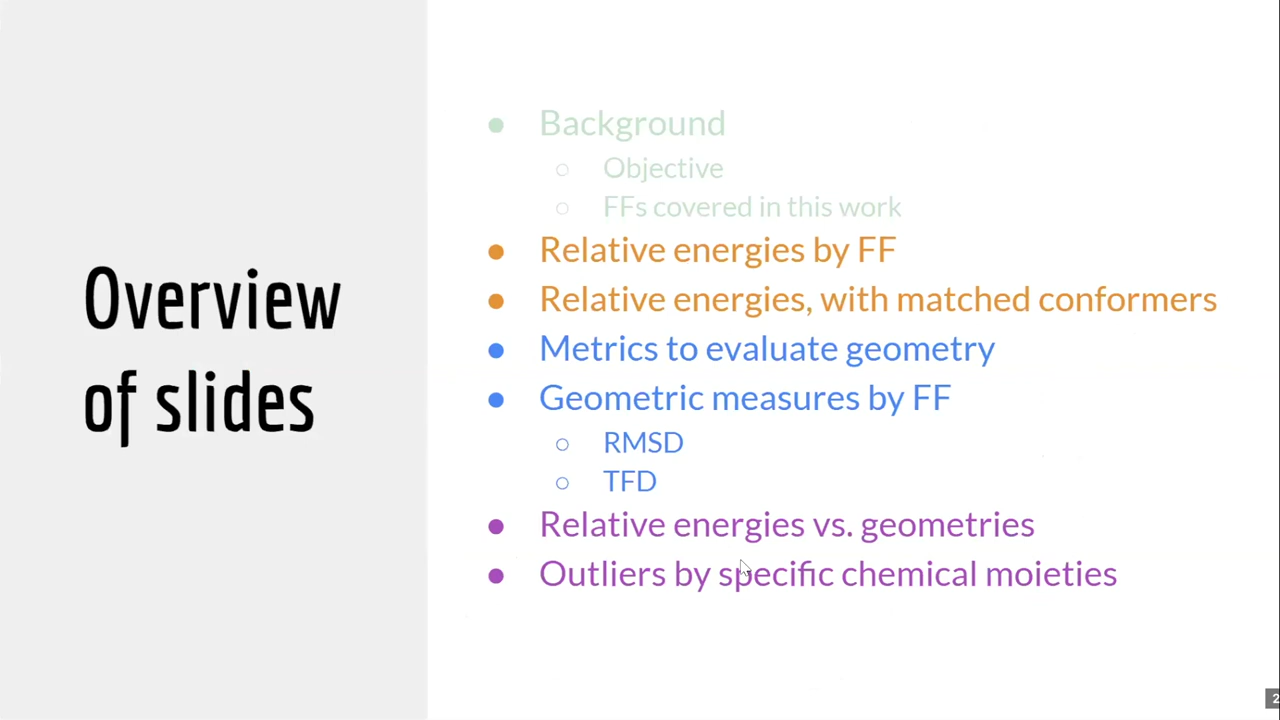 Overview
of slides
● Background
○ Objective
○ FFs covered in this work
● Relative energies by FF
● Relative energies, with matched conformers
● Metrics to evaluate geometry
● Geometric measures by FF
○ RMSD
○ TFD
● Relative energies vs. geometries
● Outliers by specific chemical moieties
2